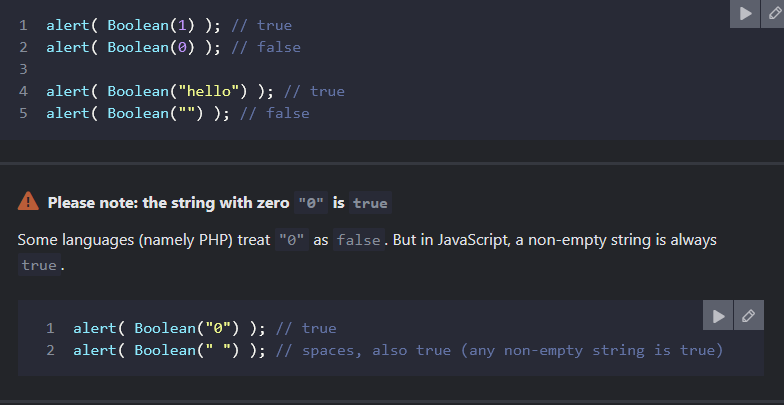 1 alert( Boolean(1) ); // true
2 alert( Boolean(0) ); // false
3
4 alert( Boolean("hello") ); // true
5 alert( Boolean("") ); // false
Please note: the string with zero "0" is true
Some languages (namely PHP) treat "0" as false. But in JavaScript, a non-empty string is always
true.
1 alert( Boolean("0") ); // true
2 alert( Boolean(" ") ); // spaces, also true (any non-empty string is true)